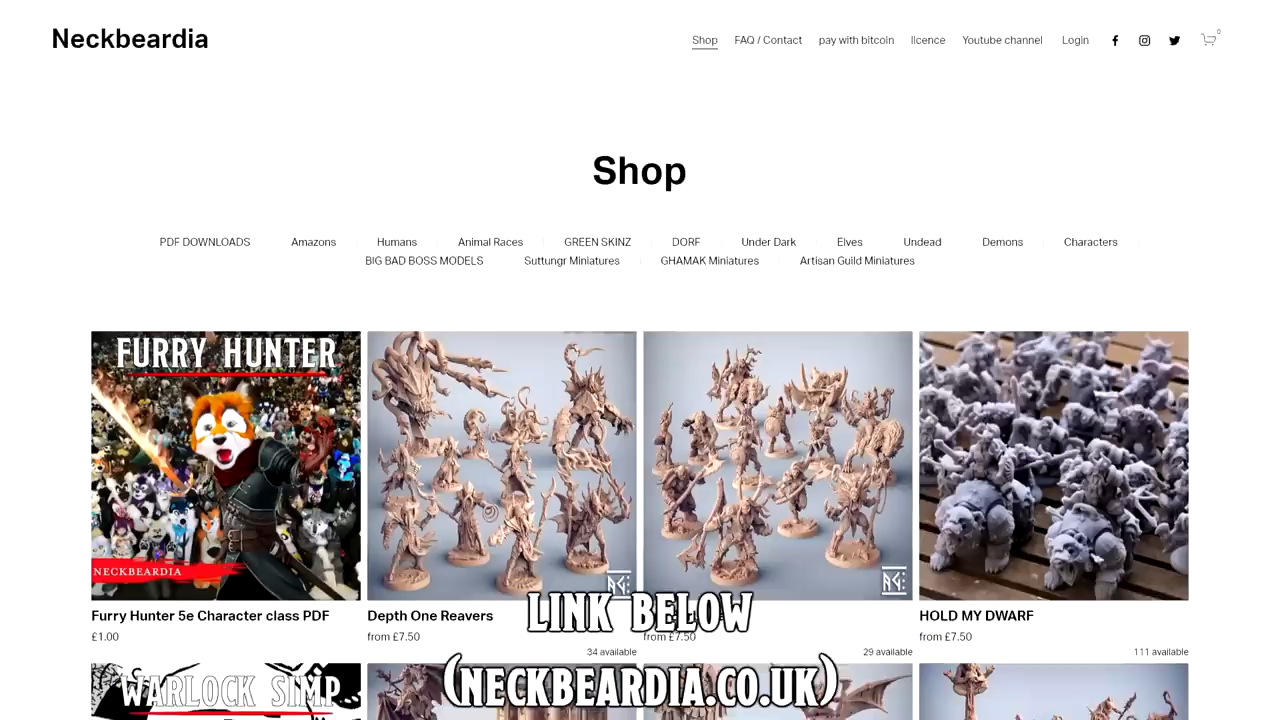 Neckbeardia
Shop FAQ / Contact pay with bitcoin licence Youtube channel Login 0
Shop
PDF DOWNLOADS Amazons Humans Animal Races GREEN SKINZ DORF Under Dark Elves Undead Demons Characters
BIG BAD BOSS MODELS Suttungr Miniatures GHAMAK Miniatures Artisan Guild Miniatures
FURRY HUNTER
NECKBEARDIA
Furry Hunter 5e Character class PDF
£1.00
Depth One Reavers
from £7.50
34 available
from £7.50
29 available
HOLD MY DWARF
from £7.50
111 available
LINK BELOW
WARLOCK SIMP
(NECKBEARDIA.CO.UK)